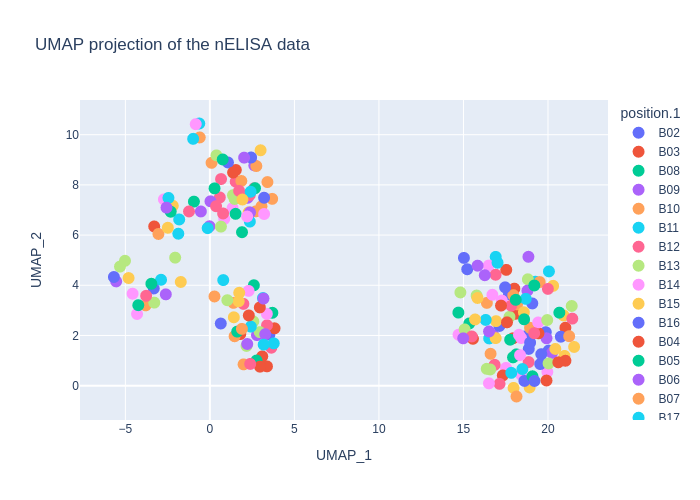 UMAP projection of the nELISA data
position.1
B02
B03
B08
B09
B10
B11
B12
B13
B14
B15
B16
B04
B05
B06
B07
B17
10
8
6
4
2
0
−5
0
5
10
15
20
UMAP_2
UMAP_1